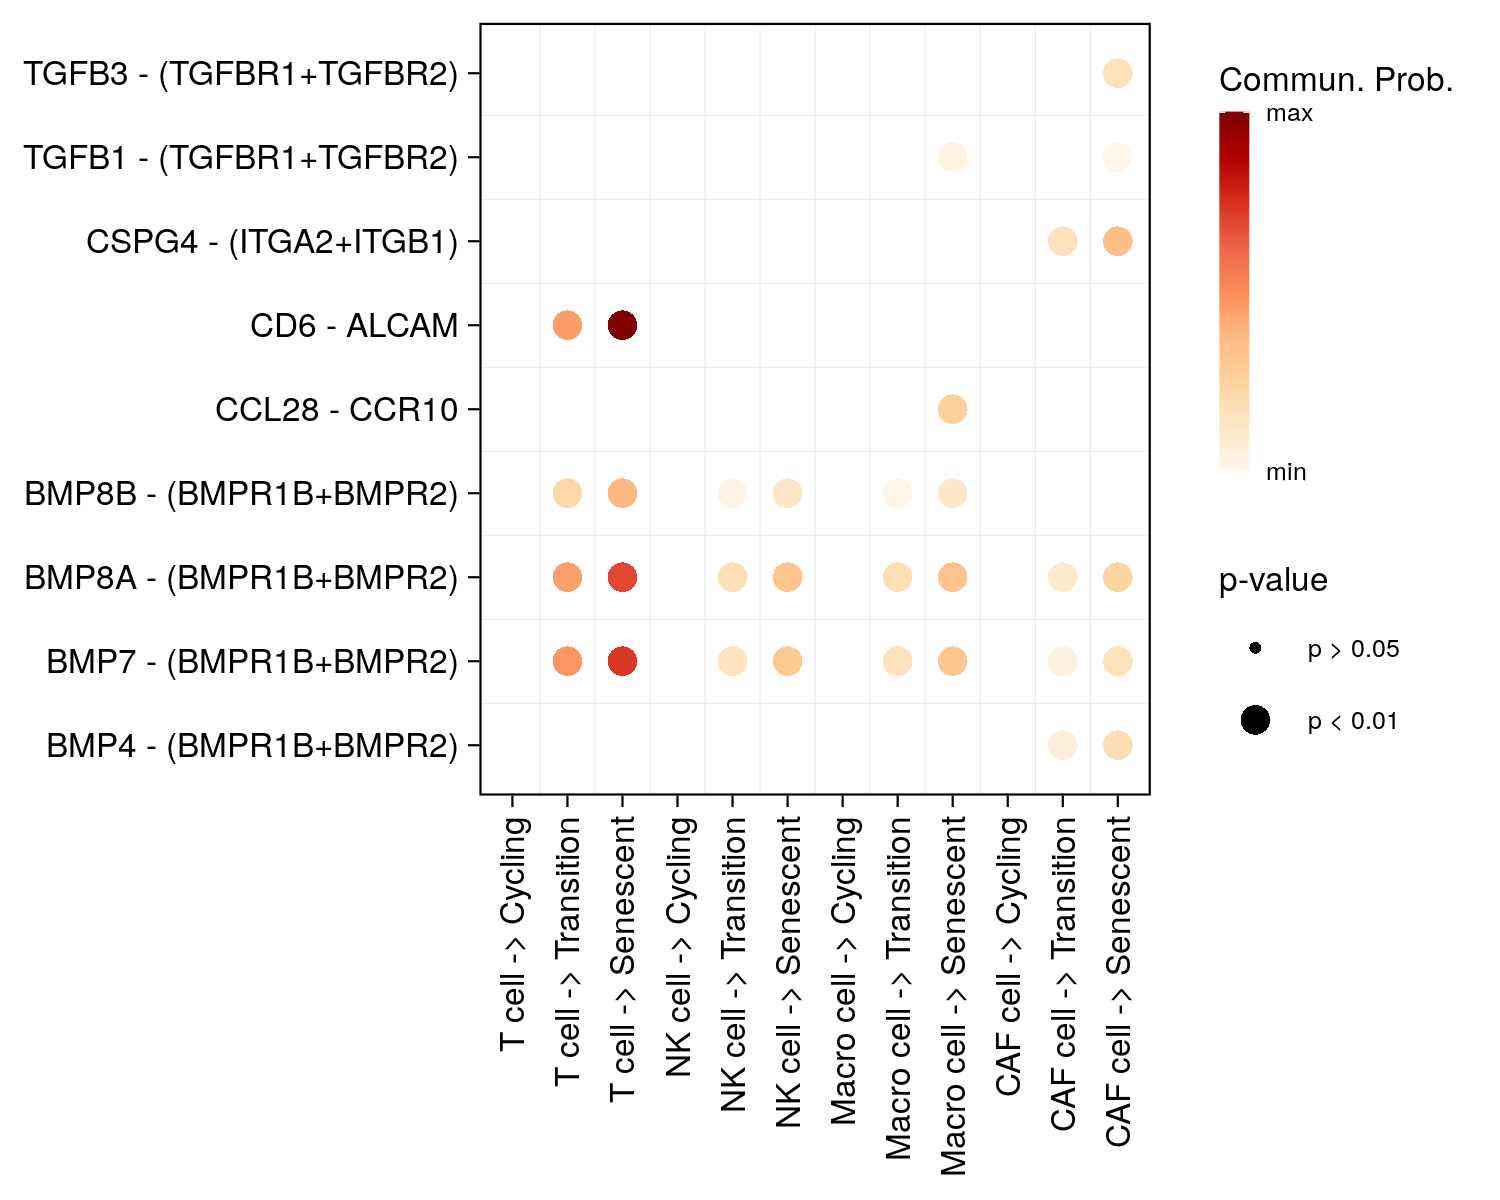 TGFB3 - (TGFBR1+TGFBR2)
TGFB1 - (TGFBR1+TGFBR2)
CSPG4 - (ITGA2+ITGB1)
CD6 - ALCAM
CCL28 - CCR10
BMP8B - (BMPR1B+BMPR2)
BMP8A - (BMPR1B+BMPR2)
BMP7 - (BMPR1B+BMPR2)
BMP4 - (BMPR1B+BMPR2)
T cell -> Cycling
T cell -> Transition
T cell -> Senescent
NK cell -> Cycling
NK cell -> Transition
NK cell -> Senescent
Macro cell -> Cycling
Macro cell -> Transition
Macro cell -> Senescent
CAF cell -> Cycling
CAF cell -> Transition
CAF cell -> Senescent
Commun. Prob.
max
min
p-value
p > 0.05
p < 0.01